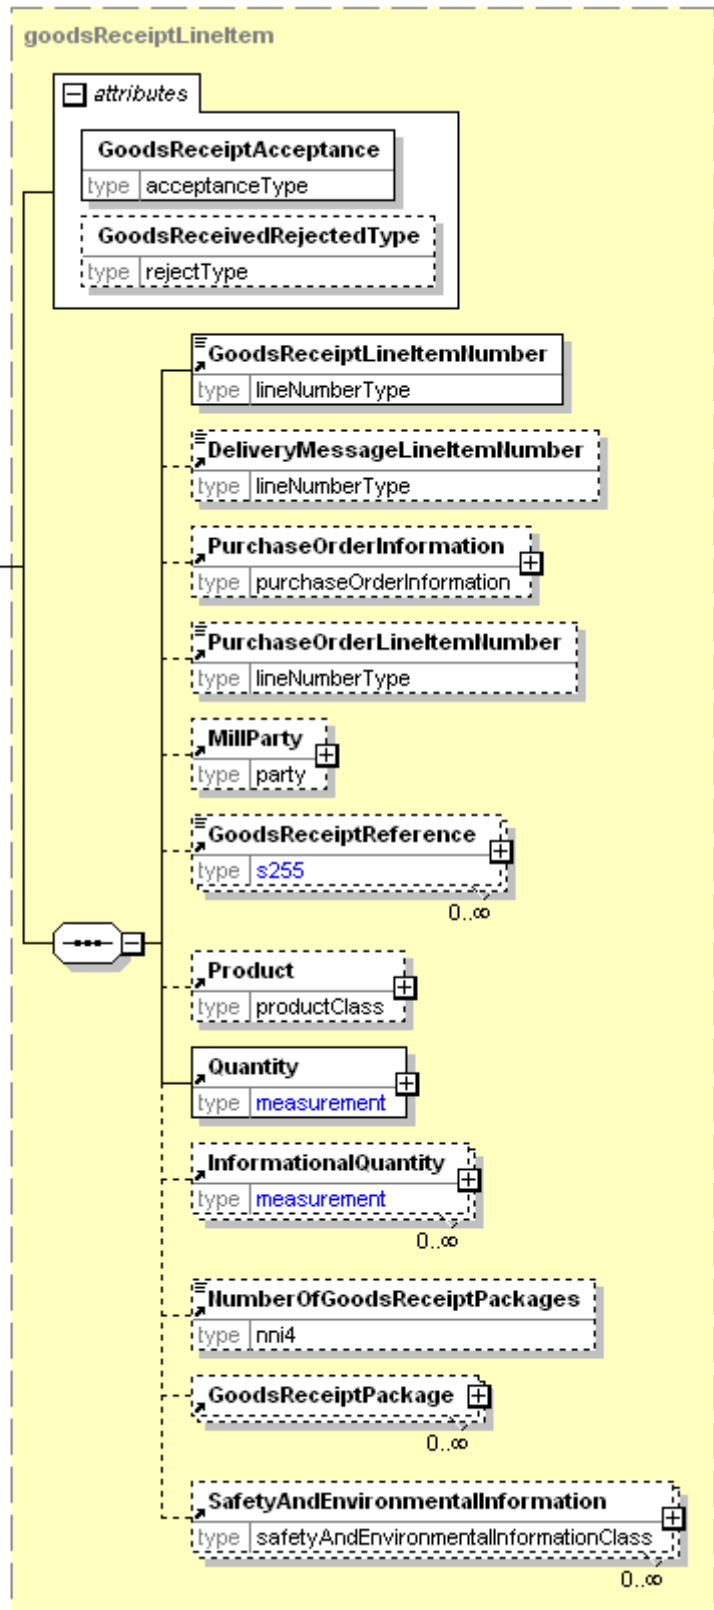 goodsReceiptLineItem
attributes
GoodsReceiptAcceptance
type acceptanceType
GoodsReceivedRejectedType
type rejectType
GoodsReceiptLineItemNumber
type lineNumberType
DeliveryMessageLineItemNumber
type lineNumberType
PurchaseOrderInformation
type purchaseOrderInformation
PurchaseOrderLineItemNumber
type lineNumberType
MillParty
type party
GoodsReceiptReference
type s255
0..∞
Product
type productClass
Quantity
type measurement
InformationalQuantity
type measurement
0..∞
NumberOfGoodsReceiptPackages
type nni4
GoodsReceiptPackage
0..∞
SafetyAndEnvironmentalInformation
type safetyAndEnvironmentalInformationClass
0..∞